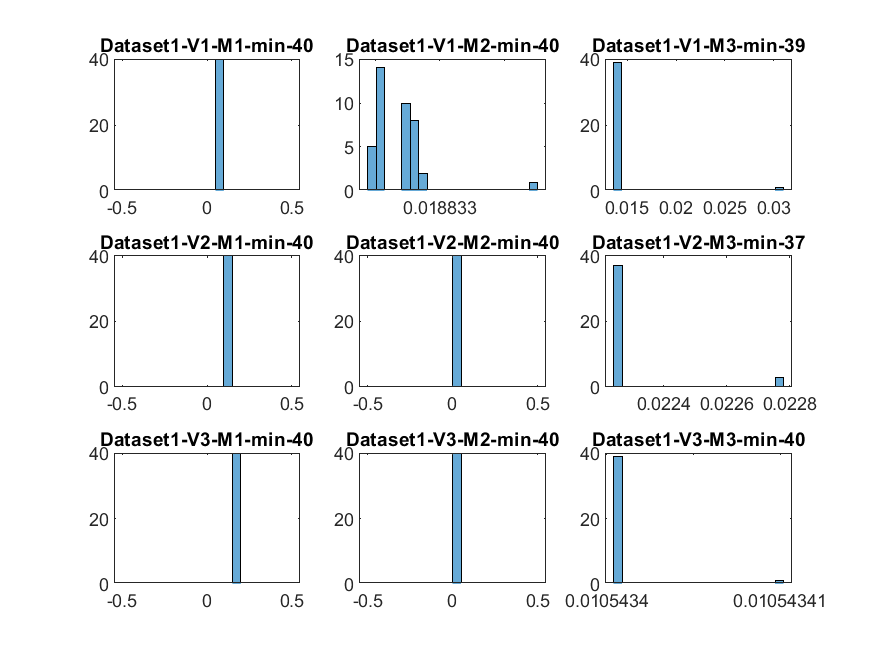 Dataset1-V1-M1-min-40 Dataset1-V1-M2-min-40 Dataset1-V1-M3-min-39
40 15 40
10
20 20
5
0 0 0
-0.5 0 0.5 0.018833 0.015 0.02 0.025 0.03
Dataset1-V2-M1-min-40 Dataset1-V2-M2-min-40 Dataset1-V2-M3-min-37
40 40 40
20 20 20
0 0 0
-0.5 0 0.5 -0.5 0 0.5 0.0224 0.0226 0.0228
Dataset1-V3-M1-min-40 Dataset1-V3-M2-min-40 Dataset1-V3-M3-min-40
40 40 40
20 20 20
0 0 0
-0.5 0 0.5 -0.5 0 0.5 0.0105434 0.01054341